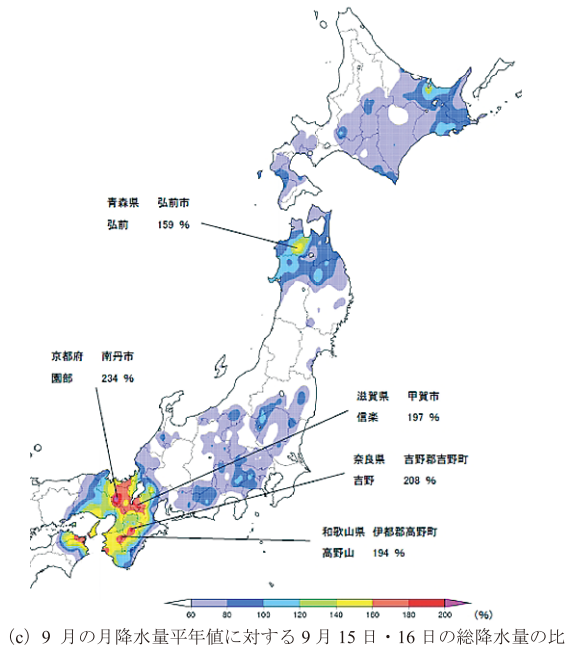 青森県 弘前市
弘前 159 %
京都府 南丹市
園部 234 %
滋賀県 甲賀市
信楽 197 %
奈良県 吉野郡吉野町
吉野 208 %
和歌山県 伊都郡高野町
高野山 194 %
60 80 100 120 140 160 180 200 (%)
(c) 9 月の月降水量平年値に対する9月15日・16日の総降水量の比